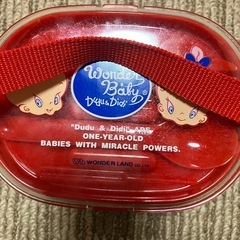 Wonder
Baby
Dudu & Didi
"Dudu & Didi" ARE
ONE-YEAR-OLD
BABIES WITH MIRACLE POWERS.
WONDER LAND